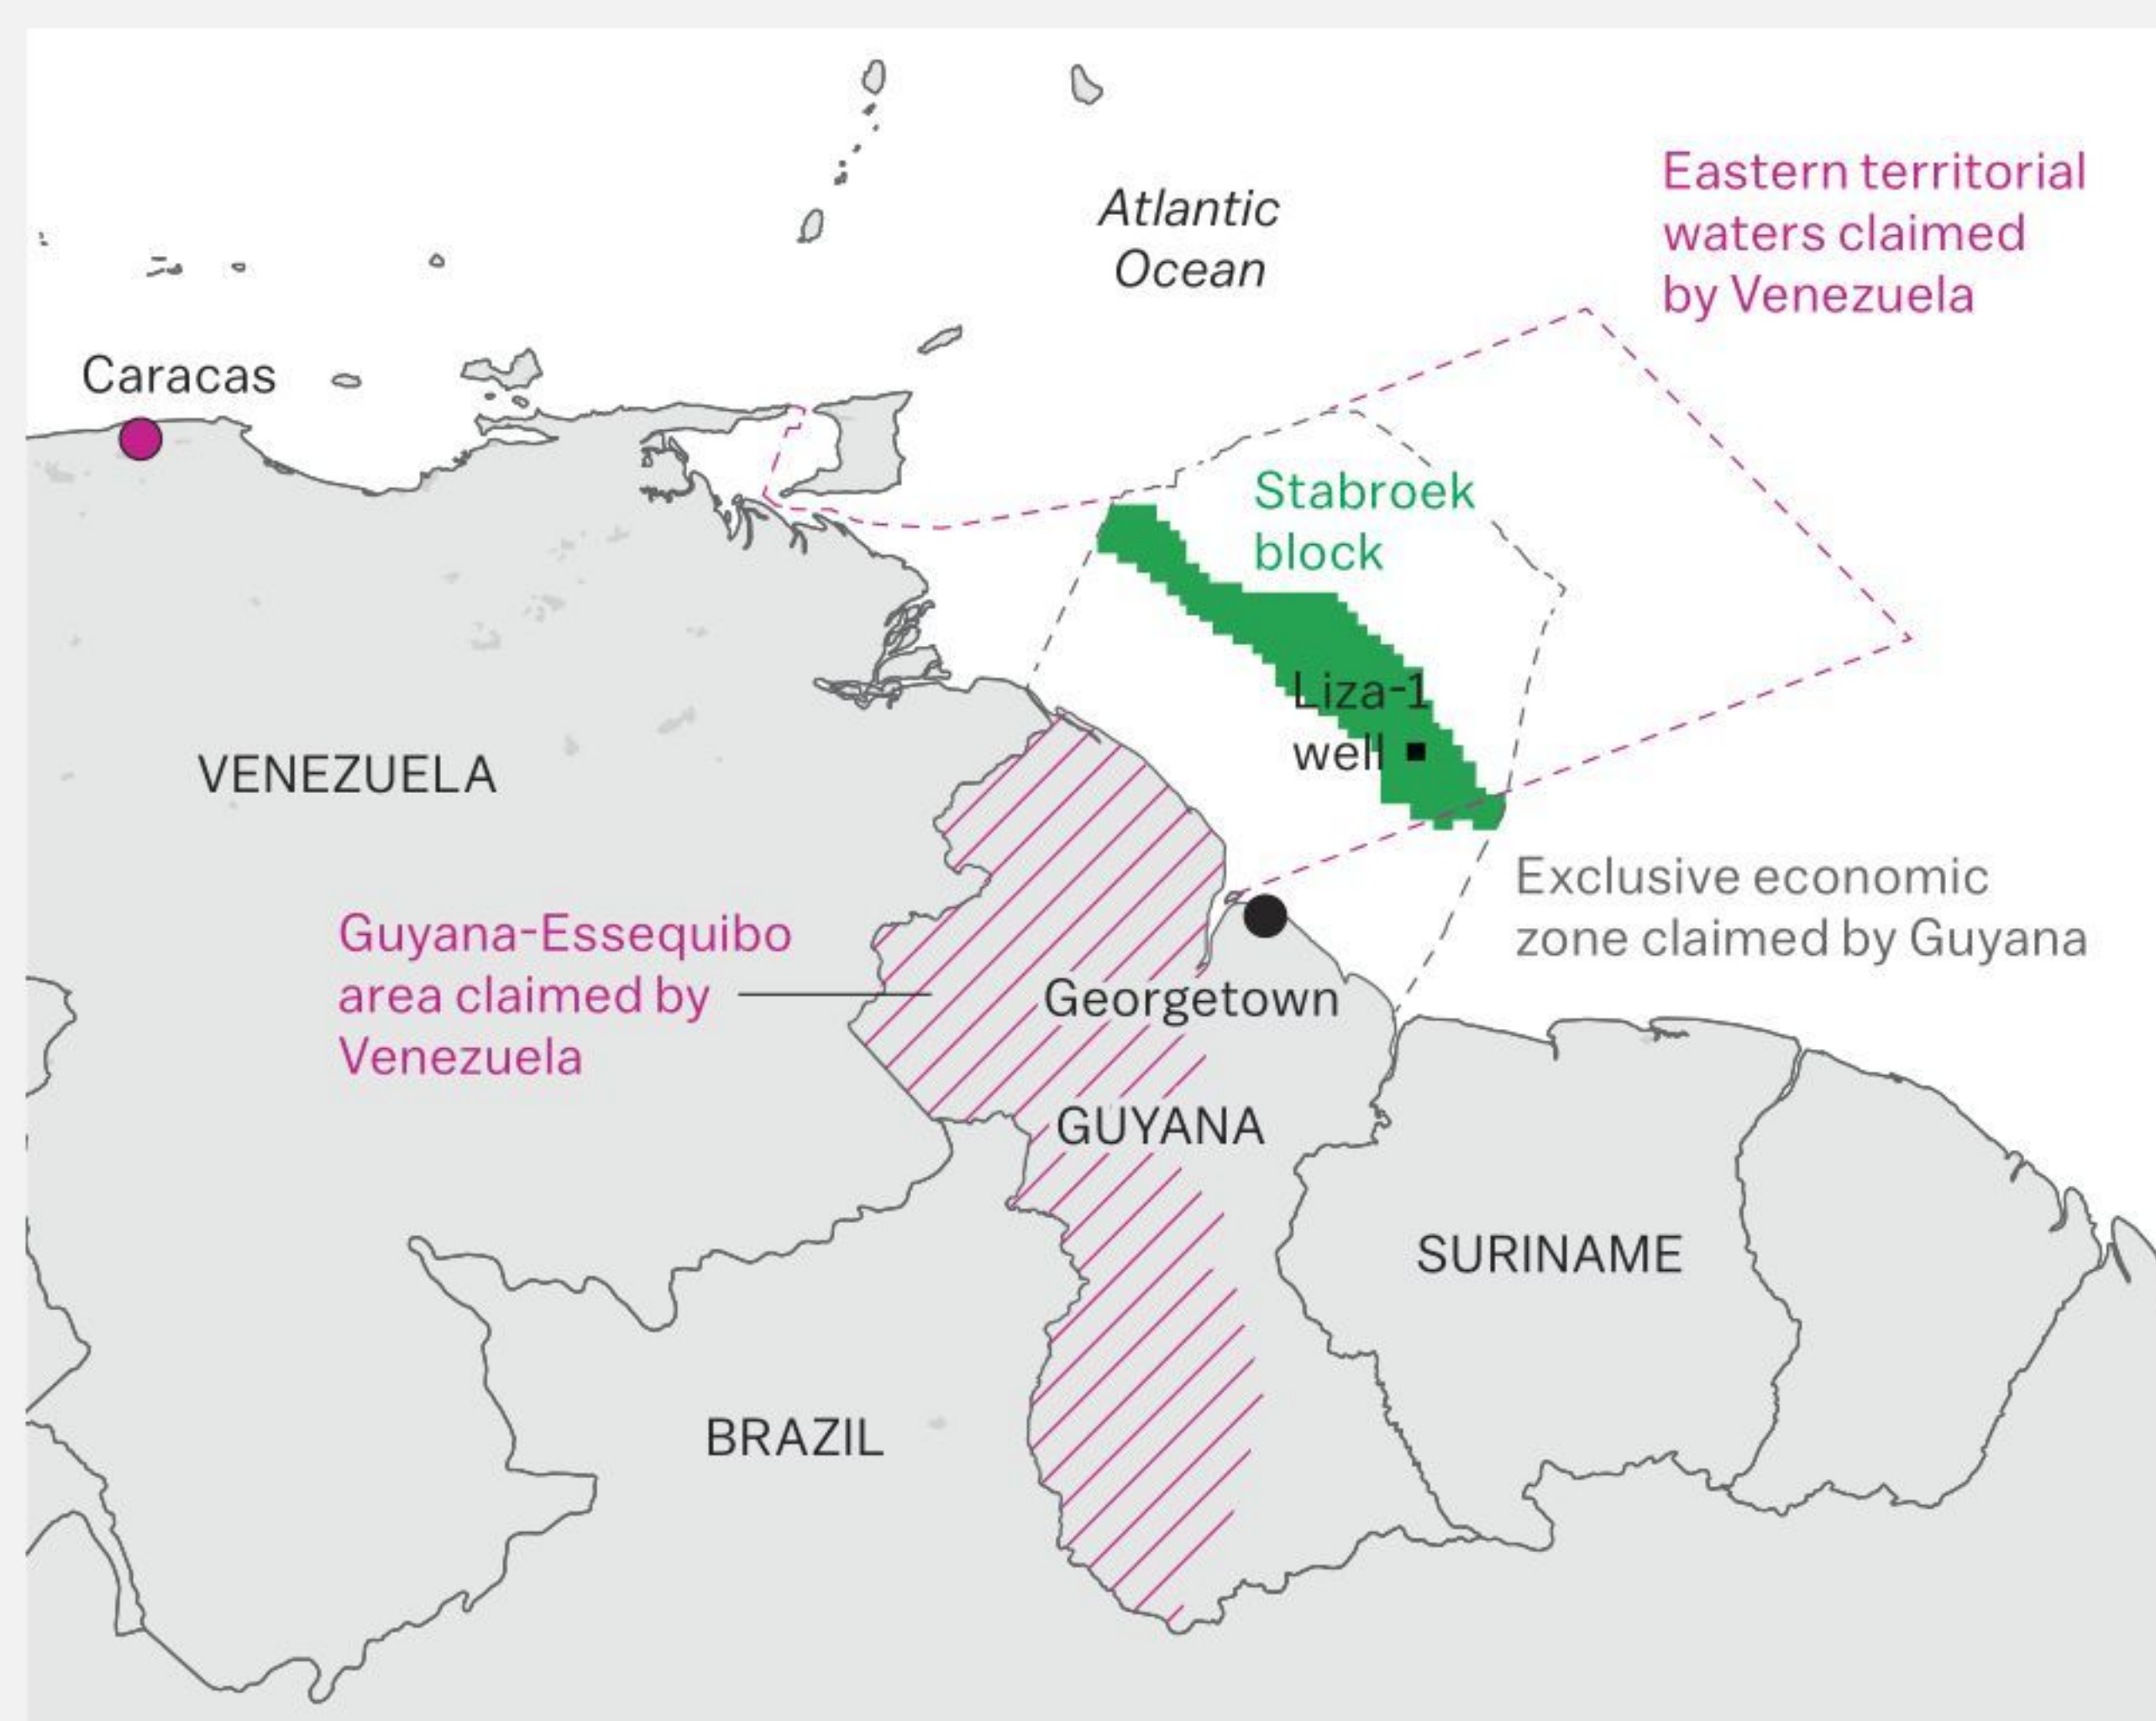 Atlantic
Ocean
Eastern territorial
waters claimed
by Venezuela
Caracas
Stabroek
block
Liza-1
well
VENEZUELA
Exclusive economic
zone claimed by Guyana
Guyana-Essequibo
area claimed by
Venezuela
Georgetown
GUYANA
SURINAME
BRAZIL